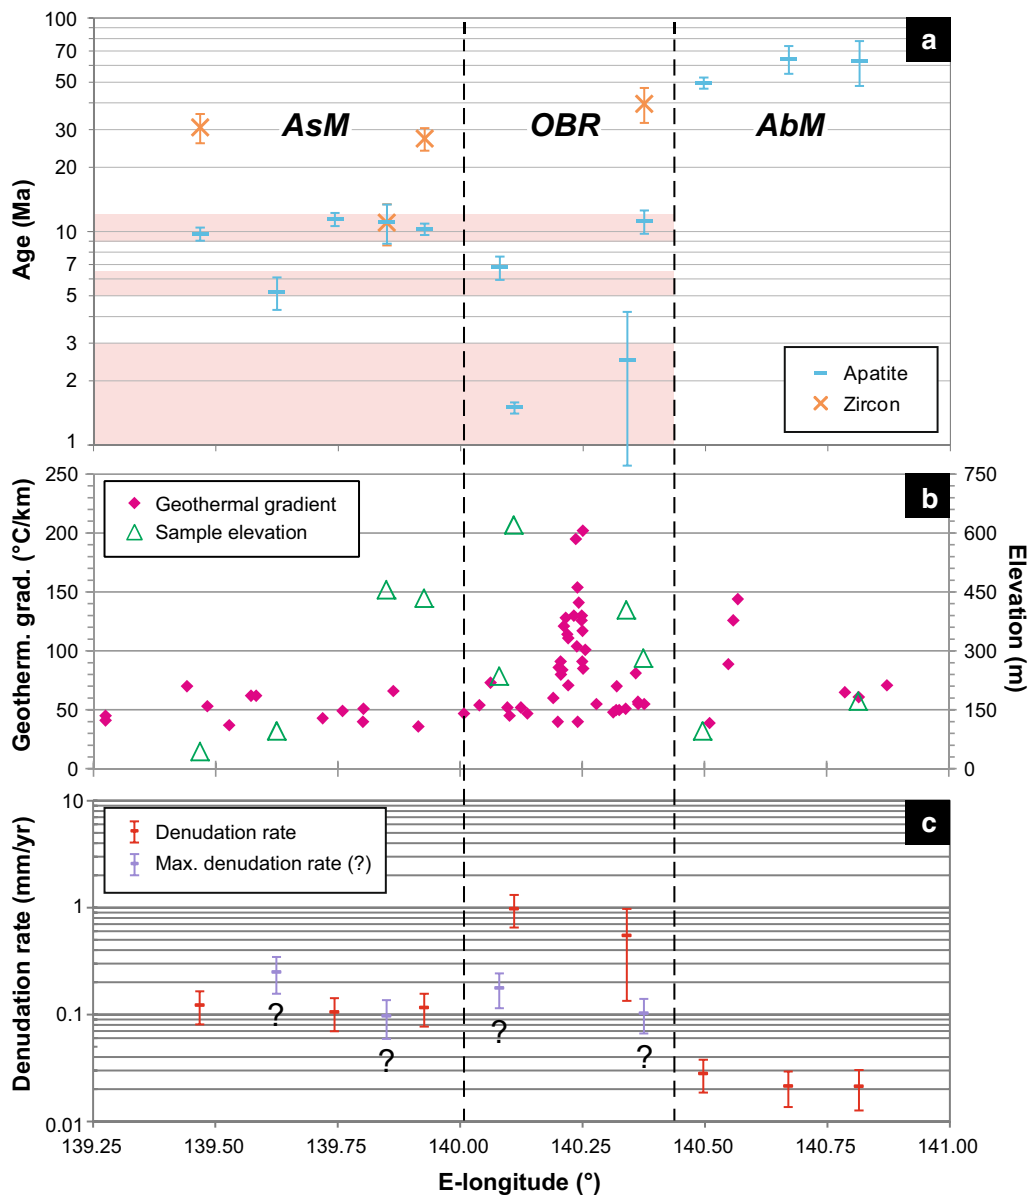 a
AsM
OBR
AbM
Age (Ma)
100
70
50
30
20
10
7
5
3
2
1
Apatite
Zircon
b
Geotherm. grad. (°C/km)
250
200
150
100
50
0
Geothermal gradient
Sample elevation
750
600
450
300
150
0
Elevation (m)
c
Denudation rate (mm/yr)
10
1
0.1
0.01
Denudation rate
Max. denudation rate (?)
?
?
?
?
139.25 139.50 139.75 140.00 140.25 140.50 140.75 141.00
E-longitude (°)